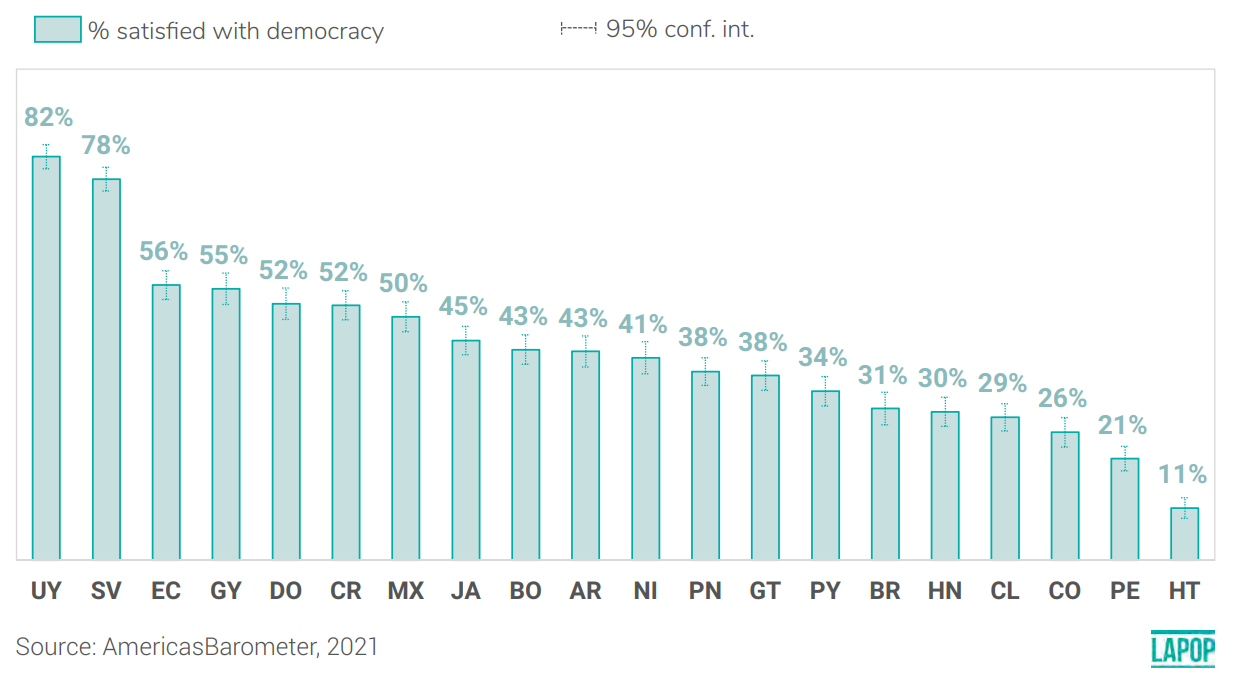 % satisfied with democracy 95% conf. int.
82% 78% 56% 55% 52% 52% 50% 45% 43% 43% 41% 38% 38% 34% 31% 30% 29% 26% 21% 11%
UY SV EC GY DO CR MX JA BO AR NI PN GT PY BR HN CL CO PE HT
Source: AmericasBarometer, 2021
LAPOP